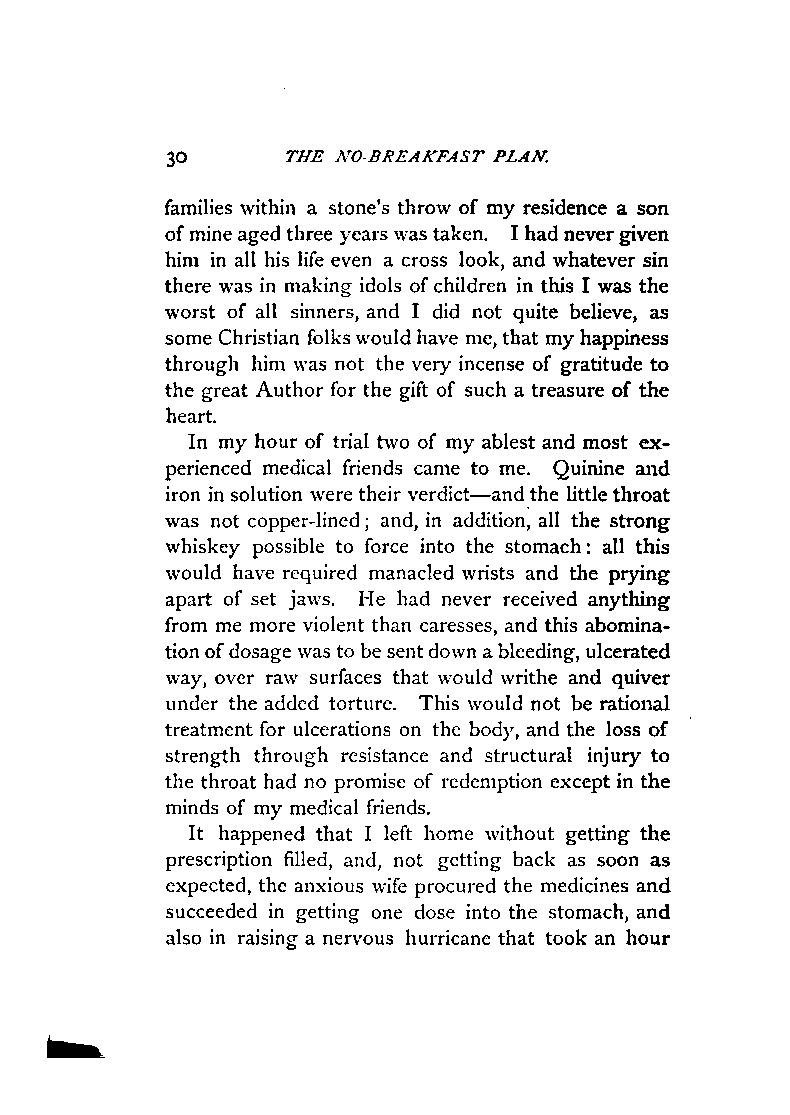 30 THE NO-BREAKFAST PLAN.
families within a stone's throw of my residence a son
of mine aged three years was taken. I had never given
him in all his life even a cross look, and whatever sin
there was in making idols of children in this I was the
worst of all sinners, and I did not quite believe, as
some Christian folks would have me, that my happiness
through him was not the very incense of gratitude to
the great Author for the gift of such a treasure of the
heart.
In my hour of trial two of my ablest and most ex-
perienced medical friends came to me. Quinine and
iron in solution were their verdict—and the little throat
was not copper-lined; and, in addition, all the strong
whiskey possible to force into the stomach: all this
would have required manacled wrists and the prying
apart of set jaws. He had never received anything
from me more violent than caresses, and this abomina-
tion of dosage was to be sent down a bleeding, ulcerated
way, over raw surfaces that would writhe and quiver
under the added torture. This would not be rational
treatment for ulcerations on the body, and the loss of
strength through resistance and structural injury to
the throat had no promise of redemption except in the
minds of my medical friends.
It happened that I left home without getting the
prescription filled, and, not getting back as soon as
expected, the anxious wife procured the medicines and
succeeded in getting one dose into the stomach, and
also in raising a nervous hurricane that took an hour